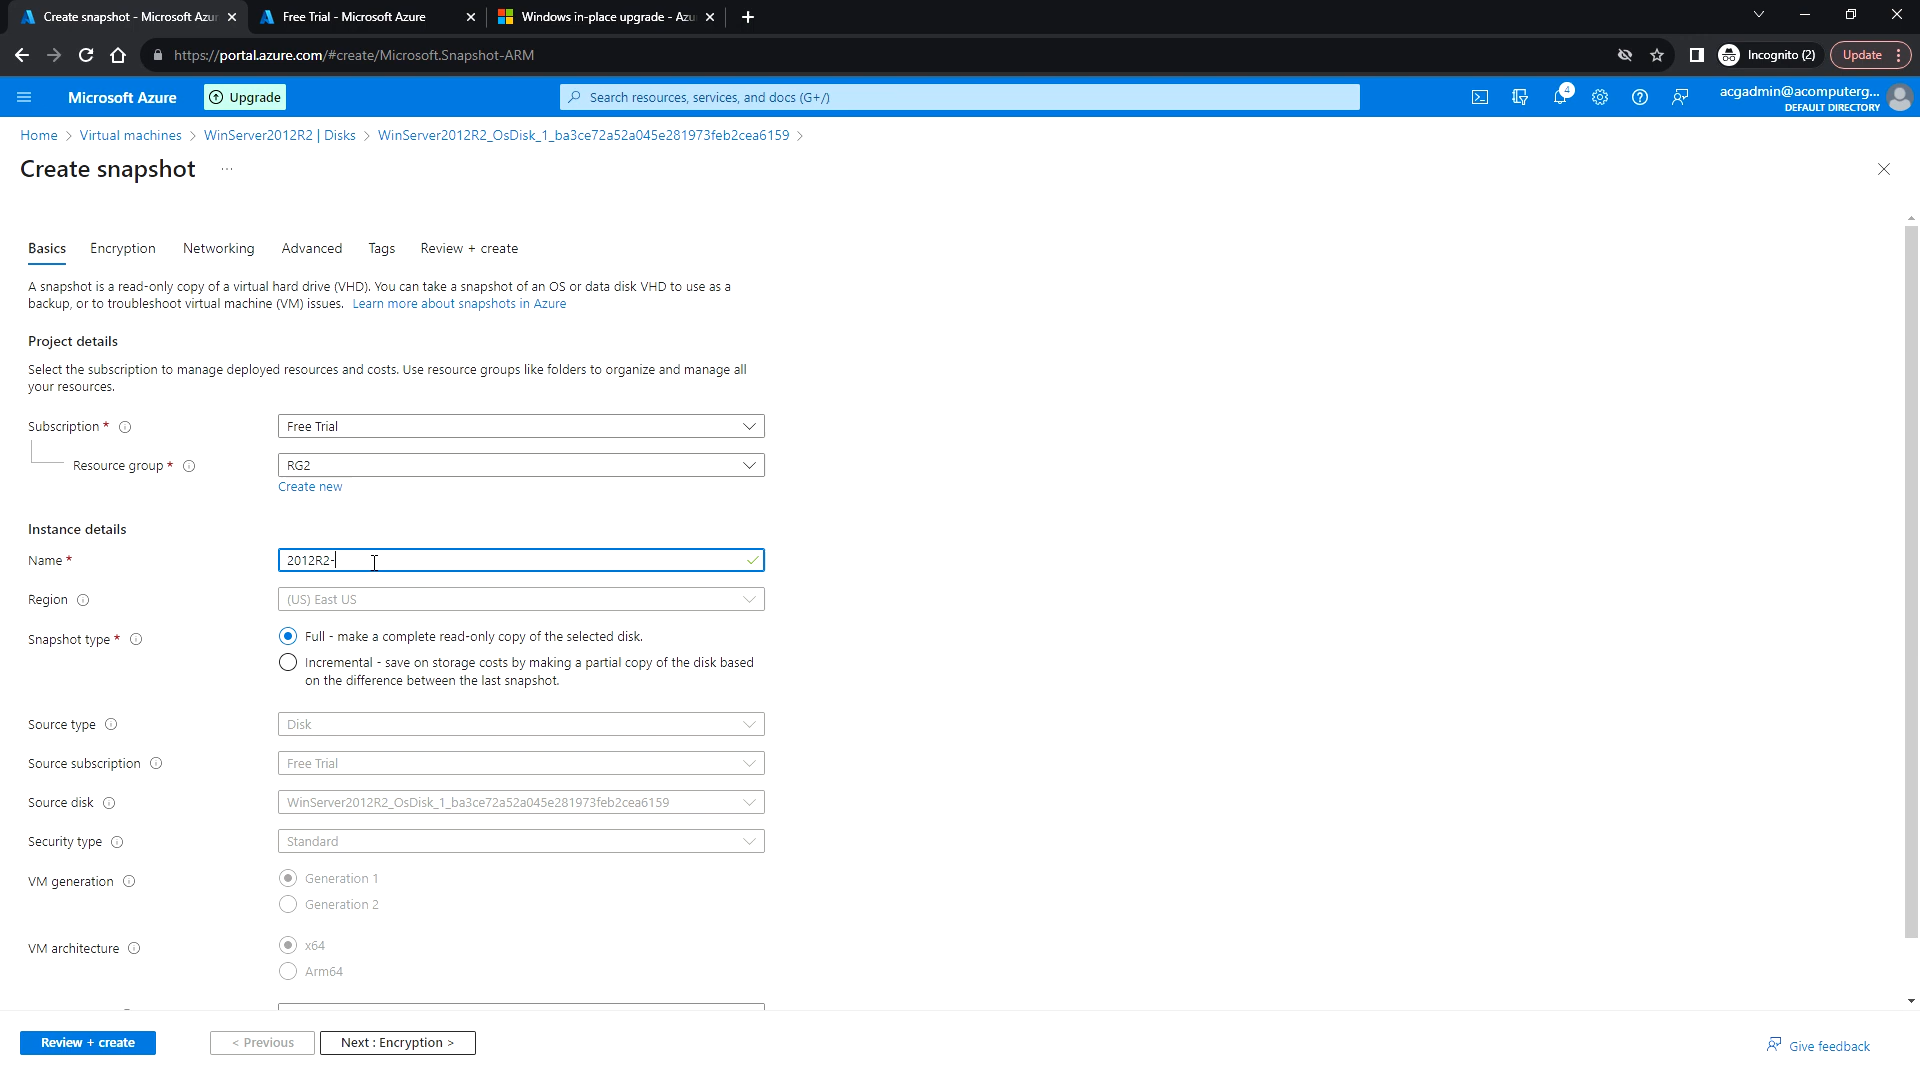 Create snapshot - Microsoft Azur
Free Trial - Microsoft Azure
Windows in-place upgrade - Azu
https://portal.azure.com/#create/Microsoft.Snapshot-ARM
Incognito (2)
Update
Microsoft Azure
Upgrade
Search resources, services, and docs (G+/)
4
acgadmin@acomputerg...
DEFAULT DIRECTORY
Home > Virtual machines > WinServer2012R2 | Disks > WinServer2012R2_OsDisk_1_ba3ce72a52a045e281973feb2cea6159 >
Create snapshot ...
Basics Encryption Networking Advanced Tags Review + create
A snapshot is a read-only copy of a virtual hard drive (VHD). You can take a snapshot of an OS or data disk VHD to use as a
backup, or to troubleshoot virtual machine (VM) issues. Learn more about snapshots in Azure
Project details
Select the subscription to manage deployed resources and costs. Use resource groups like folders to organize and manage all
your resources.
Subscription * Free Trial
Resource group * RG2
Create new
Instance details
Name * 2012R2-
Region (US) East US
Snapshot type * Full - make a complete read-only copy of the selected disk.
Incremental - save on storage costs by making a partial copy of the disk based
on the difference between the last snapshot.
Source type Disk
Source subscription Free Trial
Source disk WinServer2012R2_OsDisk_1_ba3ce72a52a045e281973feb2cea6159
Security type Standard
VM generation Generation 1
Generation 2
VM architecture x64
Arm64
Review + create < Previous Next : Encryption > Give feedback